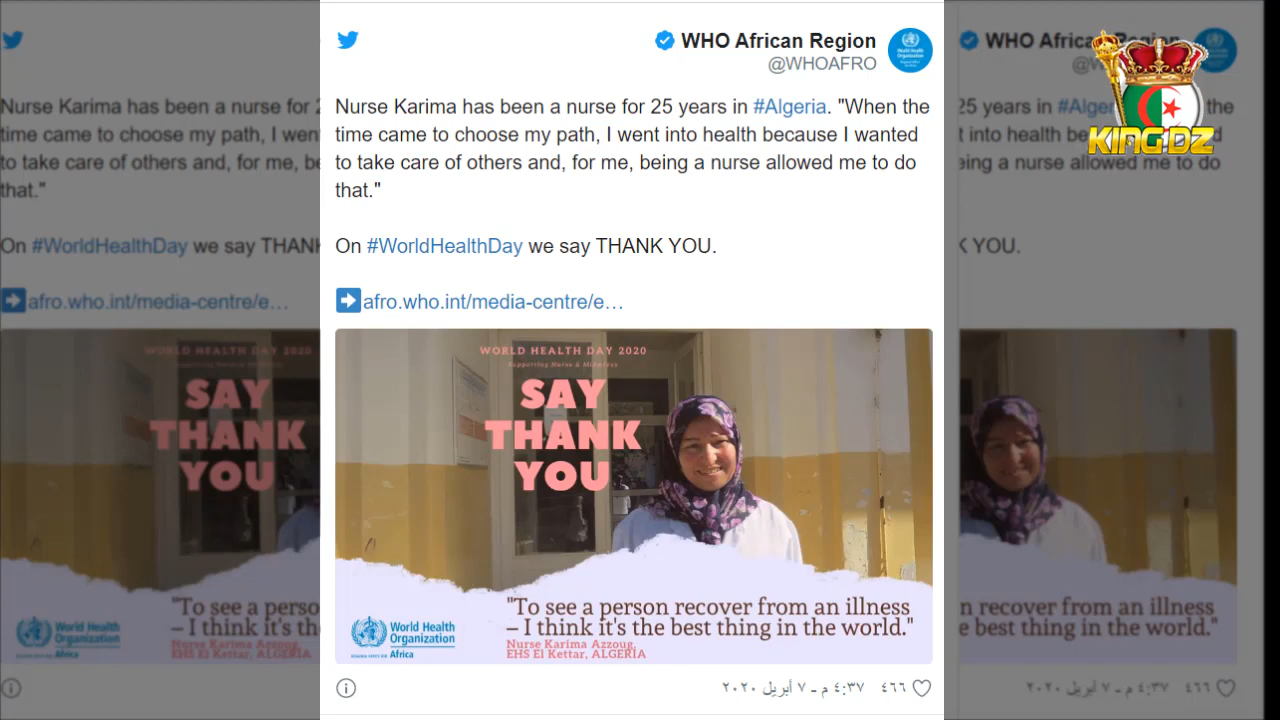 WHO African Region
@WHOAFRO
Nurse Karima has been a nurse for 25 years in #Algeria. "When the
time came to choose my path, I went into health because I wanted
to take care of others and, for me, being a nurse allowed me to do
that."
On #WorldHealthDay we say THANK YOU.
afro.who.int/media-centre/e…
WORLD HEALTH DAY 2020
Supporting Nurse & Midwives
SAY
THANK
YOU
"To see a person recover from an illness
– I think it's the best thing in the world."
Nurse Karima Azzoug,
EHS El Kettar, ALGERIA
World Health
Organization
Africa
٤:٣٧ م - ٧ أبريل ٢٠٢٠
٤٦٦
KING DZ